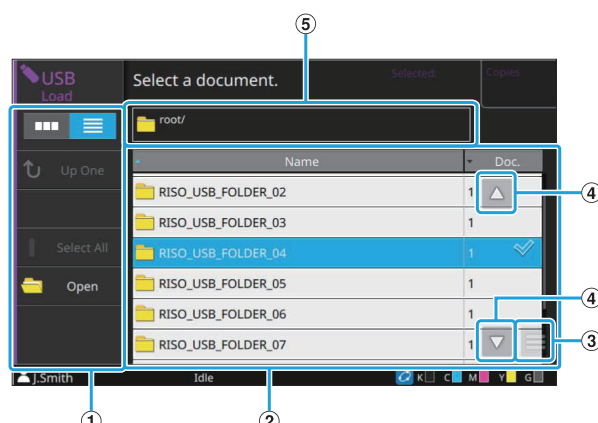 5
USB
Load
Select a document.
Selected:
Copies
root/
Up One
Name
Doc.
RISO_USB_FOLDER_02 1
4
RISO_USB_FOLDER_03 1
Select All
RISO_USB_FOLDER_04 1
Open
RISO_USB_FOLDER_05 1
4
RISO_USB_FOLDER_06 1
RISO_USB_FOLDER_07 1
3
J.Smith
Idle
K C M Y G
1
2